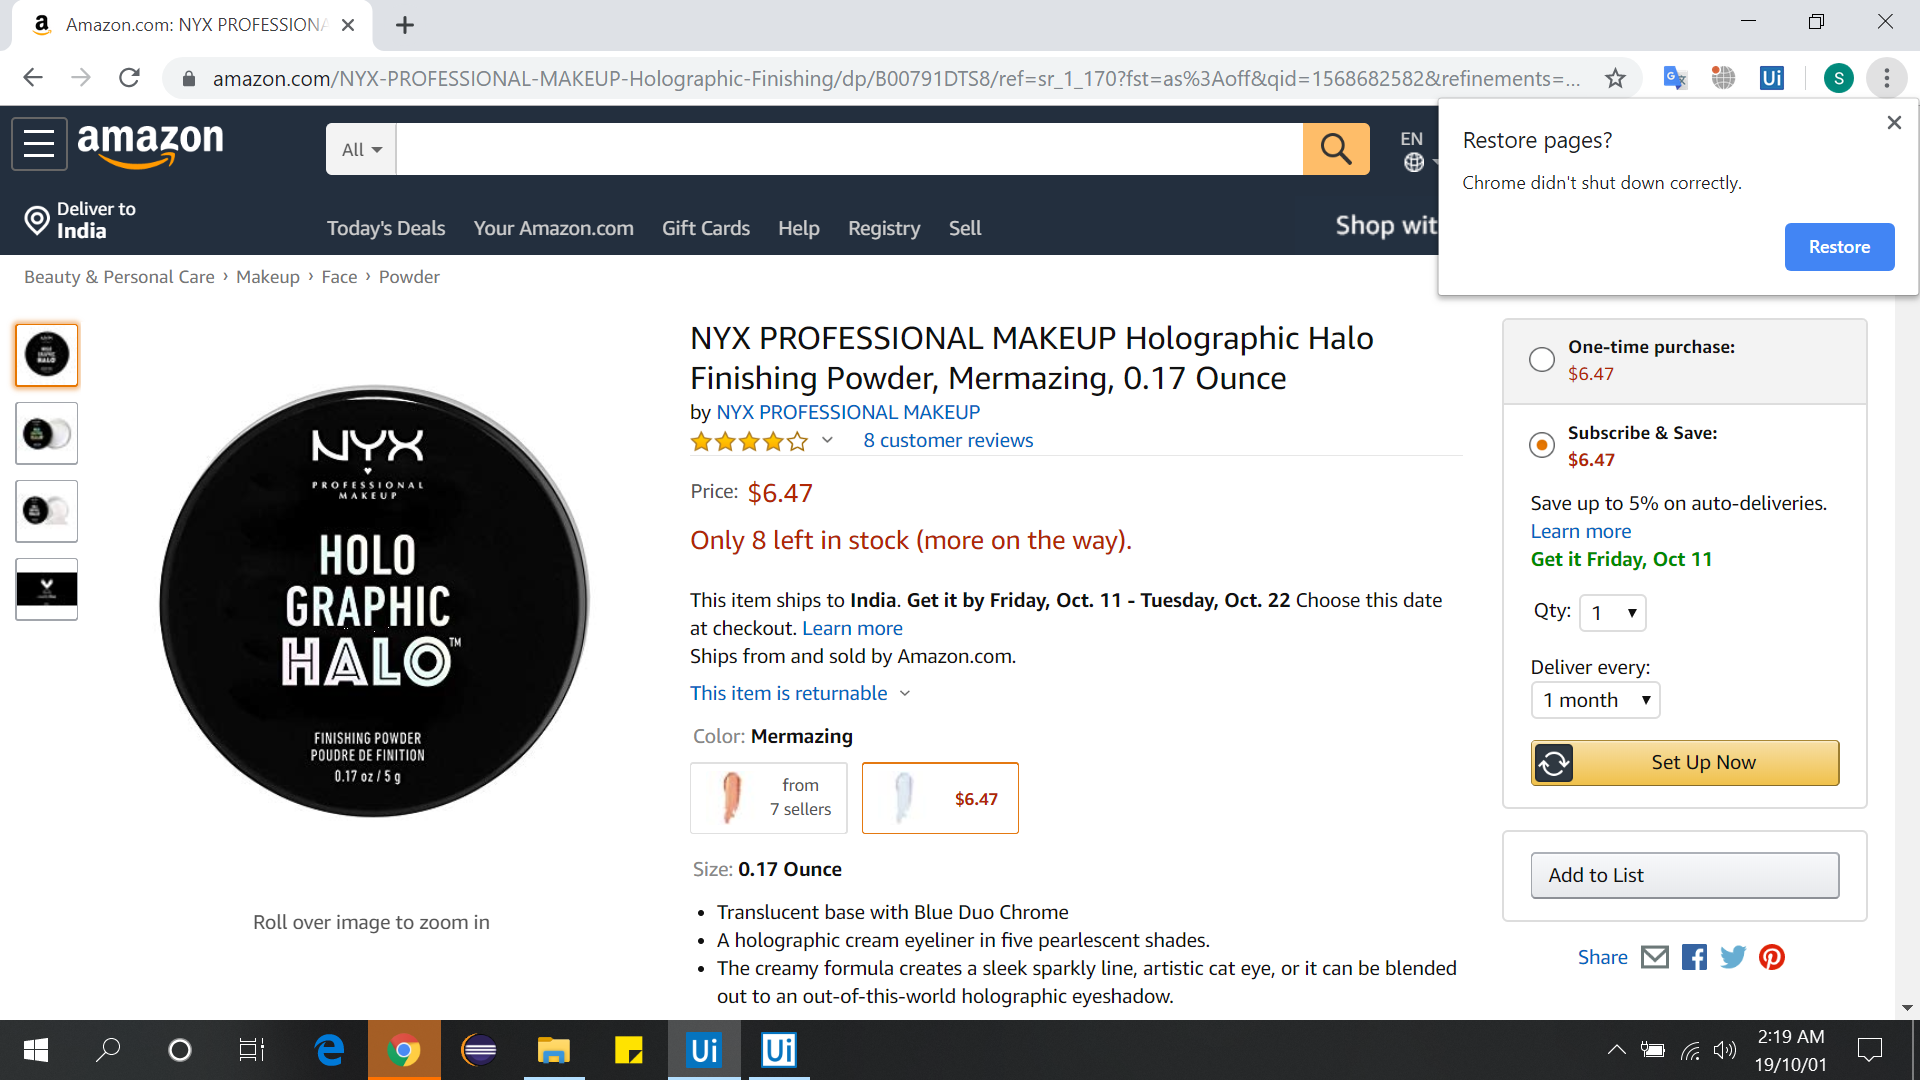 Amazon.com: NYX PROFESSIONA
amazon.com/NYX-PROFESSIONAL-MAKEUP-Holographic-Finishing/dp/B00791DTS8/ref=sr_1_170?fst=as%3Aoff&qid=1568682582&refinements=...
Ui
S
Restore pages?
Chrome didn't shut down correctly.
Restore
amazon
All
EN
Deliver to
India
Today's Deals
Your Amazon.com
Gift Cards
Help
Registry
Sell
Shop wit
Beauty & Personal Care › Makeup › Face › Powder
NYX
PROFESSIONAL
MAKEUP
HOLO
GRAPHIC
HALO™
FINISHING POWDER
POUDRE DE FINITION
0.17 oz / 5 g
Roll over image to zoom in
NYX PROFESSIONAL MAKEUP Holographic Halo
Finishing Powder, Mermazing, 0.17 Ounce
by NYX PROFESSIONAL MAKEUP
8 customer reviews
Price: $6.47
Only 8 left in stock (more on the way).
This item ships to India. Get it by Friday, Oct. 11 - Tuesday, Oct. 22 Choose this date
at checkout. Learn more
Ships from and sold by Amazon.com.
This item is returnable
Color: Mermazing
from
7 sellers
$6.47
Size: 0.17 Ounce
• Translucent base with Blue Duo Chrome
• A holographic cream eyeliner in five pearlescent shades.
• The creamy formula creates a sleek sparkly line, artistic cat eye, or it can be blended
out to an out-of-this-world holographic eyeshadow.
One-time purchase:
$6.47
Subscribe & Save:
$6.47
Save up to 5% on auto-deliveries.
Learn more
Get it Friday, Oct 11
Qty: 1
Deliver every:
1 month
Set Up Now
Add to List
Share
Ui
Ui
2:19 AM
19/10/01